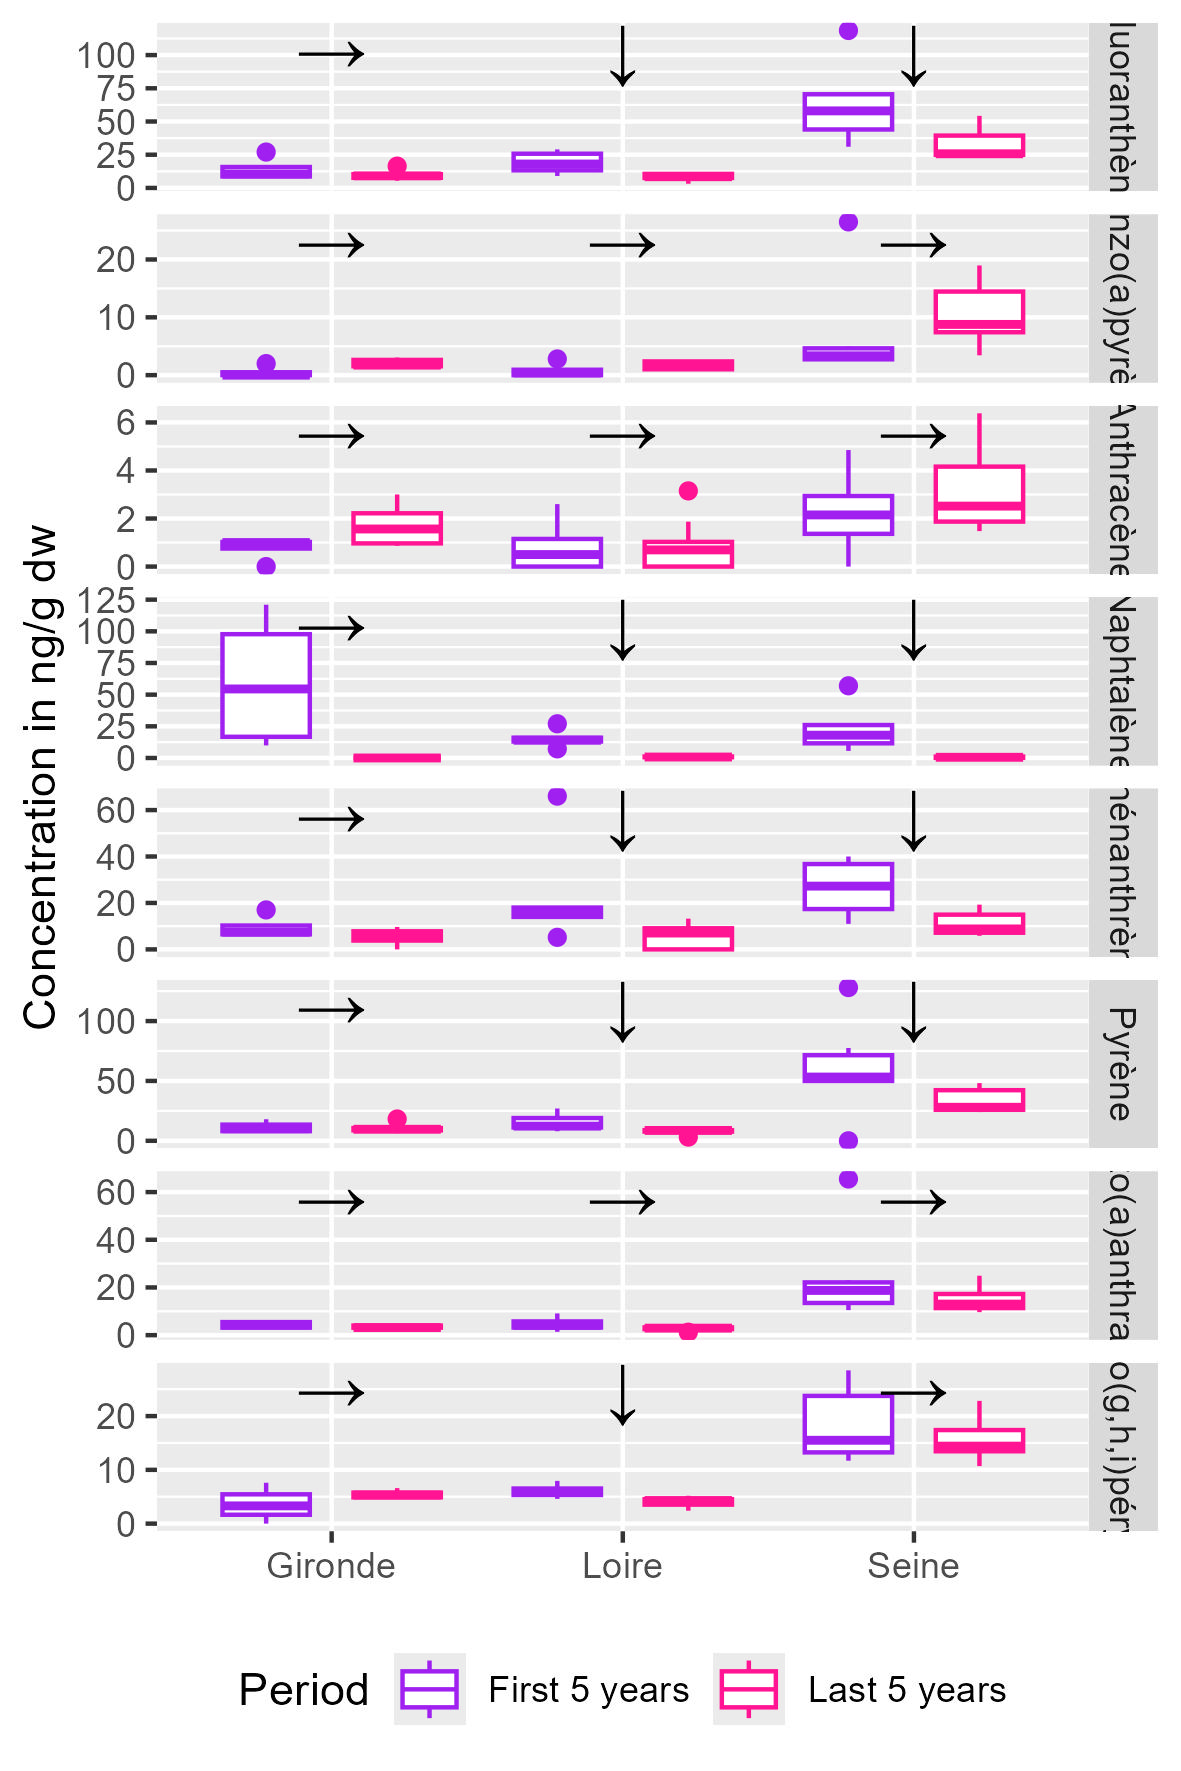 Concentration in ng/g dw
100
75
50
25
0
luoranthèn
20
10
0
nzo(a)pyrè
6
4
2
0
Anthracène
125
100
75
50
25
0
Naphtalène
60
40
20
0
énanthrèn
100
50
0
Pyrène
60
40
20
0
o(a)anthra
20
10
0
o(g,h,i)pér
Gironde Loire Seine
Period First 5 years Last 5 years